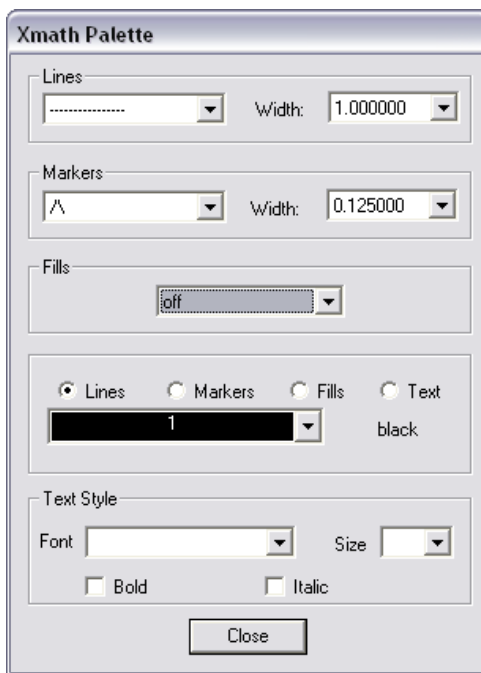 Xmath Palette
Lines
--------------- Width: 1.000000
Markers
/\ Width: 0.125000
Fills
off
Lines Markers Fills Text
1 black
Text Style
Font Size
Bold Italic
Close